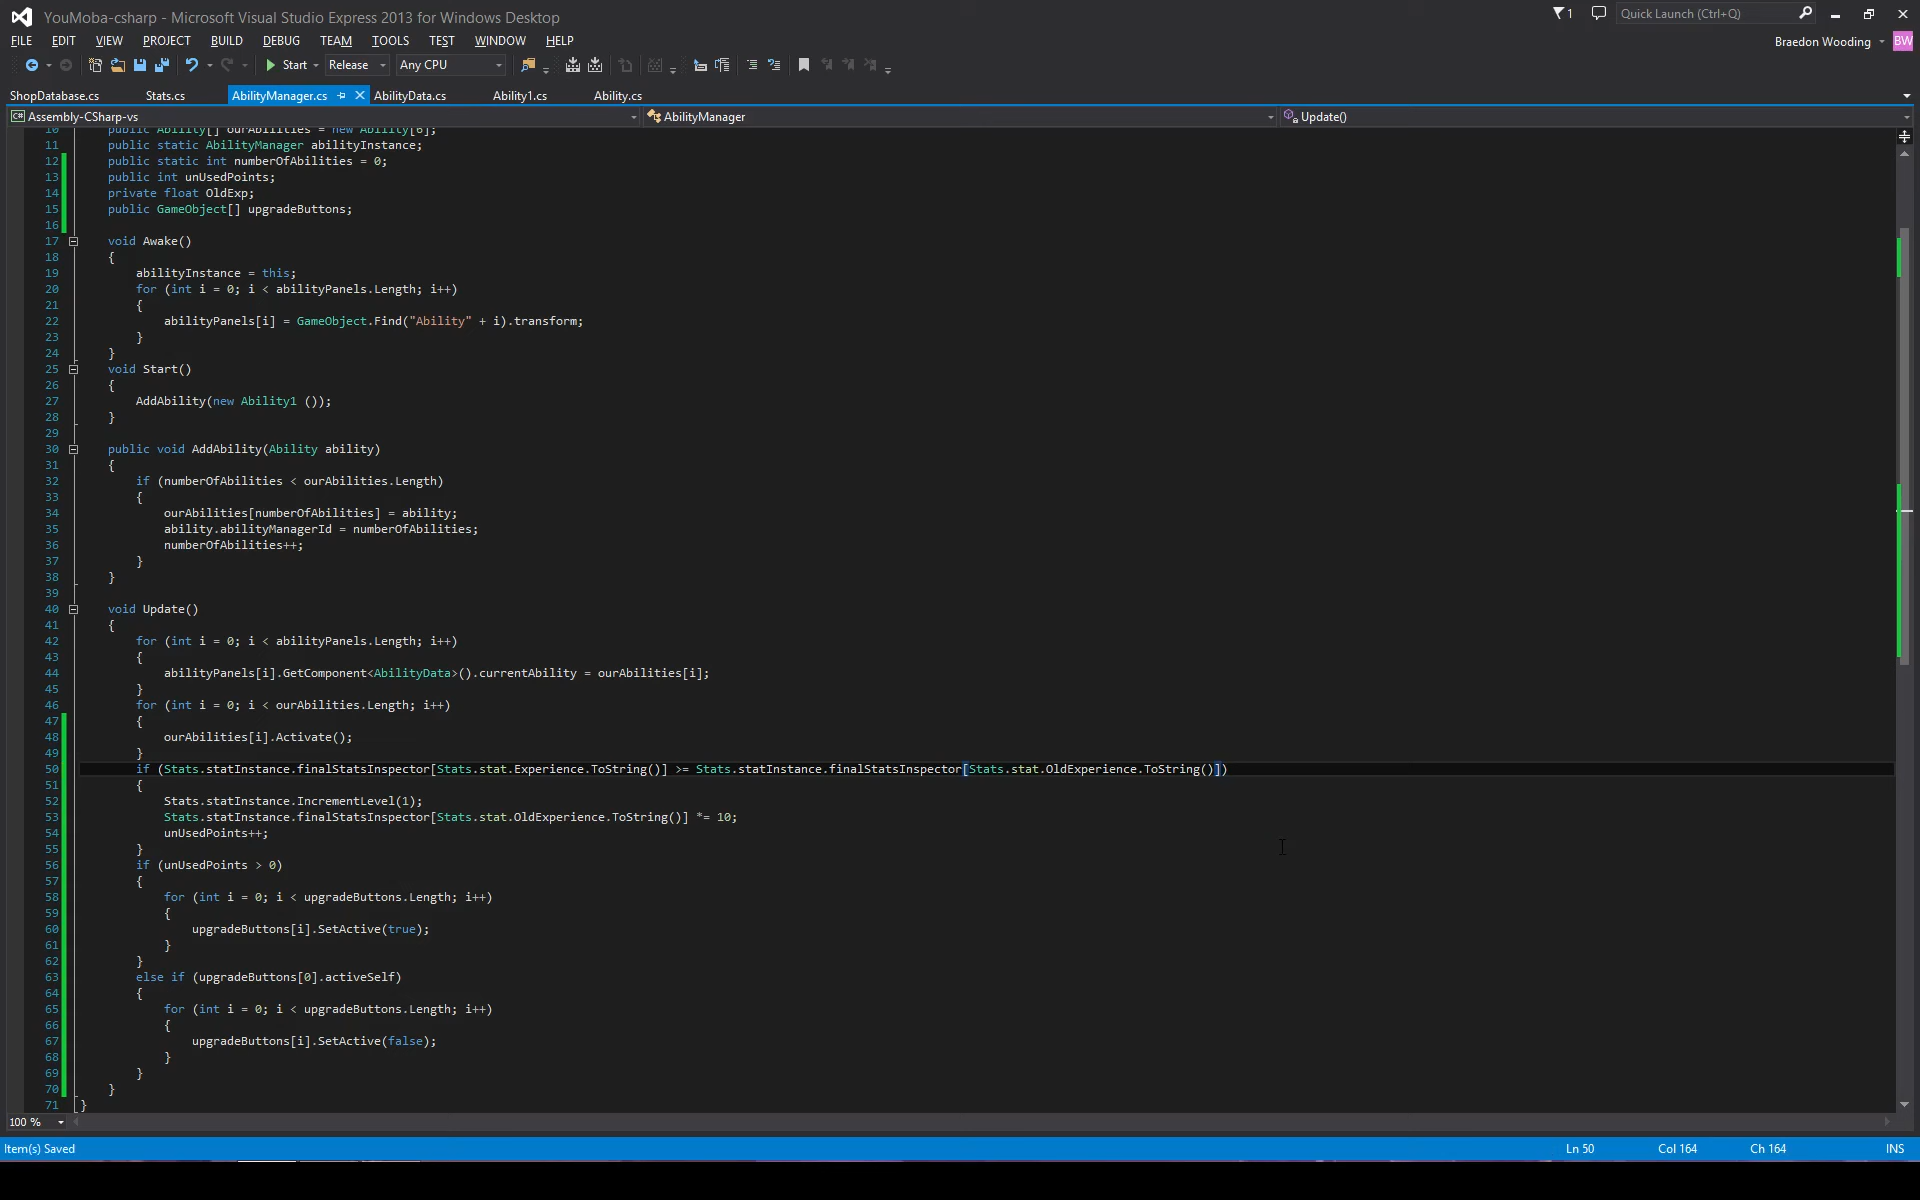 YouMoba-csharp - Microsoft Visual Studio Express 2013 for Windows Desktop
1
Quick Launch (Ctrl+Q)
FILE EDIT VIEW PROJECT BUILD DEBUG TEAM TOOLS TEST WINDOW HELP
Braedon Wooding BW
Start Release Any CPU
ShopDatabase.cs Stats.cs AbilityManager.cs AbilityData.cs Ability1.cs Ability.cs
C# Assembly-CSharp-vs AbilityManager Update()
10 public Ability[] ourAbilities = new Ability[6];
11 public static AbilityManager abilityInstance;
12 public static int numberOfAbilities = 0;
13 public int unUsedPoints;
14 private float OldExp;
15 public GameObject[] upgradeButtons;
16
17 void Awake()
18 {
19 abilityInstance = this;
20 for (int i = 0; i < abilityPanels.Length; i++)
21 {
22 abilityPanels[i] = GameObject.Find("Ability" + i).transform;
23 }
24 }
25 void Start()
26 {
27 AddAbility(new Ability1 ());
28 }
29
30 public void AddAbility(Ability ability)
31 {
32 if (numberOfAbilities < ourAbilities.Length)
33 {
34 ourAbilities[numberOfAbilities] = ability;
35 ability.abilityManagerId = numberOfAbilities;
36 numberOfAbilities++;
37 }
38 }
39
40 void Update()
41 {
42 for (int i = 0; i < abilityPanels.Length; i++)
43 {
44 abilityPanels[i].GetComponent<AbilityData>().currentAbility = ourAbilities[i];
45 }
46 for (int i = 0; i < ourAbilities.Length; i++)
47 {
48 ourAbilities[i].Activate();
49 }
50 if (Stats.statInstance.finalStatsInspector[Stats.stat.Experience.ToString()] >= Stats.statInstance.finalStatsInspector[Stats.stat.OldExperience.ToString()])
51 {
52 Stats.statInstance.IncrementLevel(1);
53 Stats.statInstance.finalStatsInspector[Stats.stat.OldExperience.ToString()] *= 10;
54 unUsedPoints++;
55 }
56 if (unUsedPoints > 0)
57 {
58 for (int i = 0; i < upgradeButtons.Length; i++)
59 {
60 upgradeButtons[i].SetActive(true);
61 }
62 }
63 else if (upgradeButtons[0].activeSelf)
64 {
65 for (int i = 0; i < upgradeButtons.Length; i++)
66 {
67 upgradeButtons[i].SetActive(false);
68 }
69 }
70 }
71 }
100 %
Item(s) Saved Ln 50 Col 164 Ch 164 INS